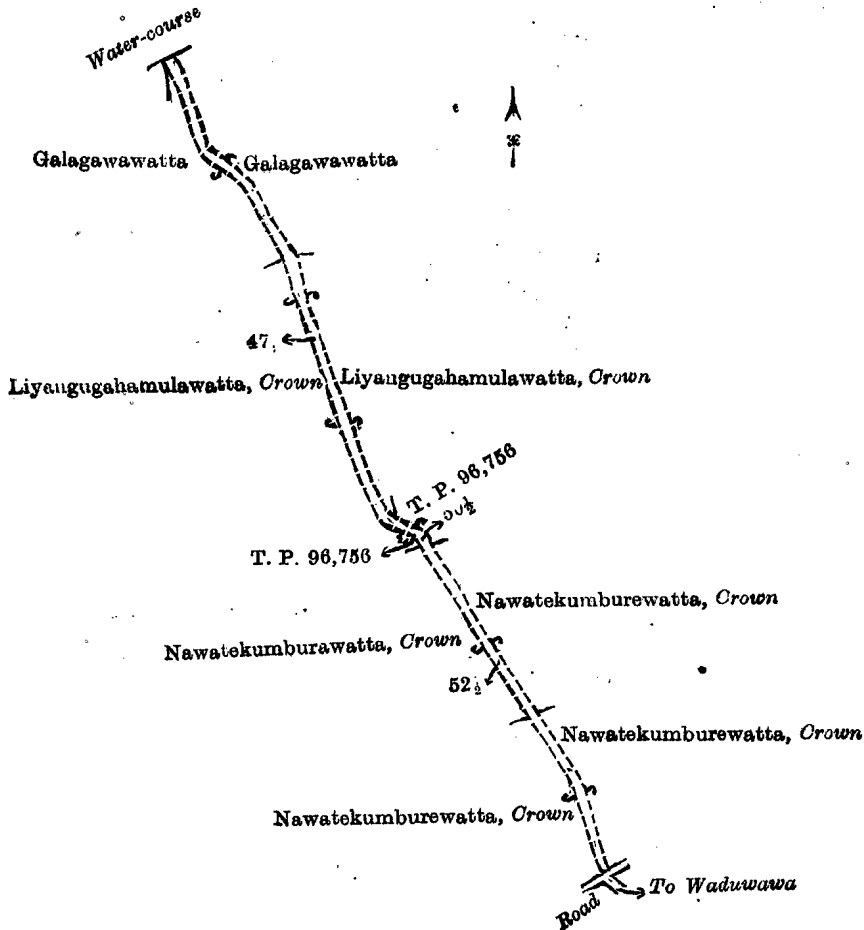 Water-course
Galagawawatta
Galagawawatta
47
Liyangugahamulawatta, Crown
Liyangugahamulawatta, Crown
T. P. 96,756
T. P. 96,756
Nawatekumburewatta, Crown
Nawatekumburawatta, Crown
52½
Nawatekumburewatta, Crown
Nawatekumburewatta, Crown
To Waduwawa
Road